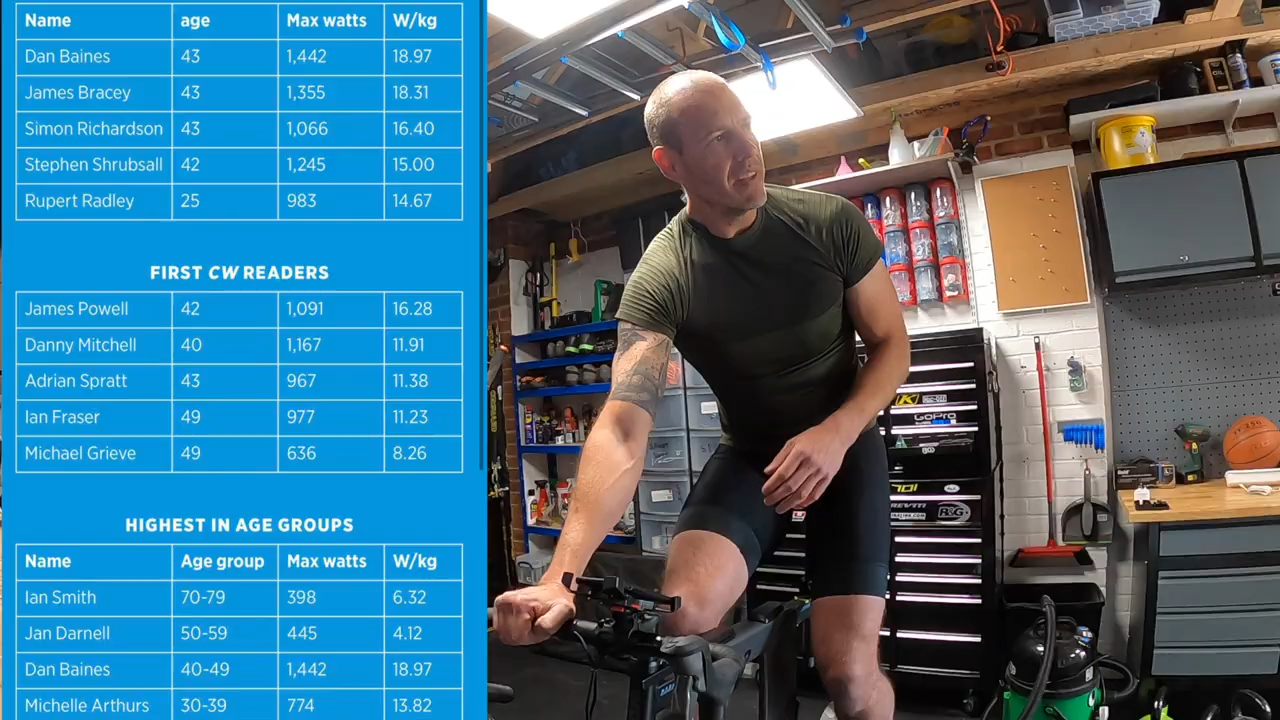 Name age Max watts W/kg
Dan Baines 43 1,442 18.97
James Bracey 43 1,355 18.31
Simon Richardson 43 1,066 16.40
Stephen Shrubsall 42 1,245 15.00
Rupert Radley 25 983 14.67
FIRST CW READERS
James Powell 42 1,091 16.28
Danny Mitchell 40 1,167 11.91
Adrian Spratt 43 967 11.38
Ian Fraser 49 977 11.23
Michael Grieve 49 636 8.26
HIGHEST IN AGE GROUPS
Name Age group Max watts W/kg
Ian Smith 70-79 398 6.32
Jan Darnell 50-59 445 4.12
Dan Baines 40-49 1,442 18.97
Michelle Arthurs 30-39 774 13.82
OIL
K
GoPro
R&G